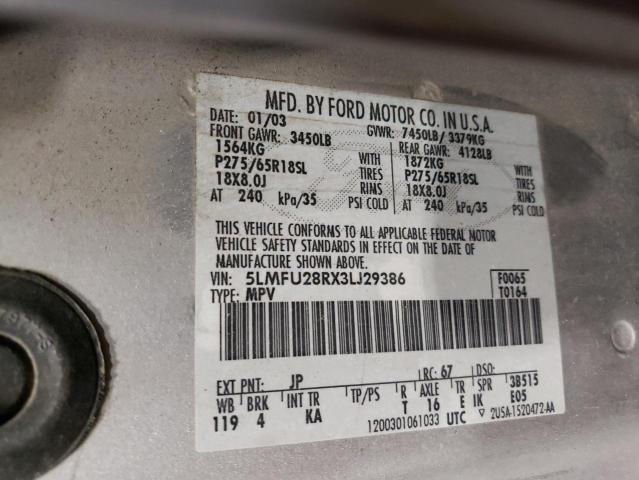 MFD. BY FORD MOTOR CO. IN U.S.A.
DATE: 01/03 GVWR: 7450LB/ 3379KG
FRONT GAWR: 3450LB REAR GAWR: 4128LB
1564KG WITH 1872KG WITH
P275/65R18SL TIRES P275/65R18SL TIRES
18X8.0J RIMS 18X8.0J RIMS
AT 240 kPa/35 PSI COLD AT 240 kPa/35 PSI COLD
THIS VEHICLE CONFORMS TO ALL APPLICABLE FEDERAL MOTOR
VEHICLE SAFETY STANDARDS IN EFFECT ON THE DATE OF
MANUFACTURE SHOWN ABOVE.
VIN: 5LMFU28RX3LJ29386 F0065
TYPE: MPV T0164
EXT PNT: JP RC: 67 DSO:
WB BRK INT TR TP/PS R AXLE TR SPR 3B515
119 4 KA T 16 E IK E05
1200301061033 UTC 2USA-1520472-AA